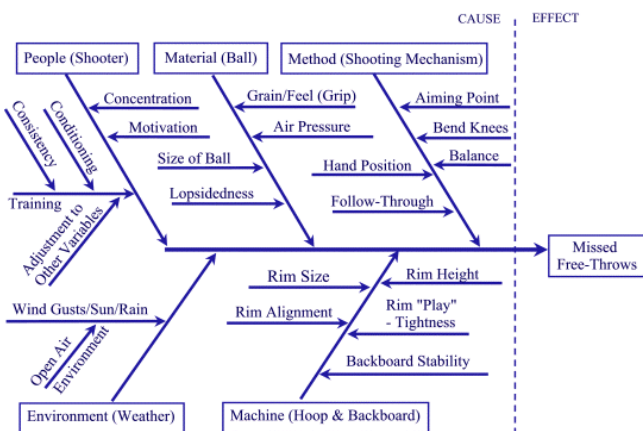 CAUSE
EFFECT
People (Shooter)
Material (Ball)
Method (Shooting Mechanism)
Concentration
Motivation
Consistency
Conditioning
Training
Adjustment to
Other Variables
Grain/Feel (Grip)
Air Pressure
Size of Ball
Lopsidedness
Aiming Point
Bend Knees
Balance
Hand Position
Follow-Through
Missed
Free-Throws
Wind Gusts/Sun/Rain
Open Air
Environment
Rim Size
Rim Height
Rim Alignment
Rim "Play"
- Tightness
Backboard Stability
Environment (Weather)
Machine (Hoop & Backboard)